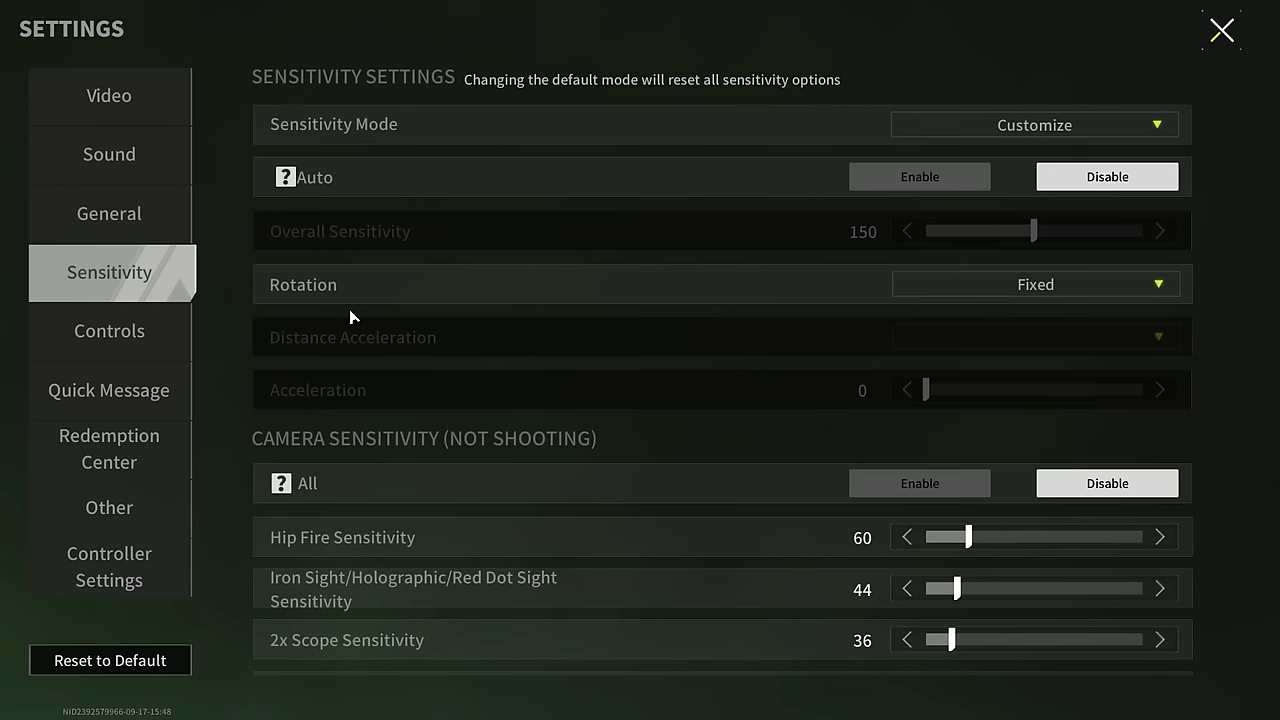 SETTINGS
Video
Sound
General
Sensitivity
Controls
Quick Message
Redemption
Center
Other
Controller
Settings
Reset to Default
NID2392579966-09-17-15:48
SENSITIVITY SETTINGS Changing the default mode will reset all sensitivity options
Sensitivity Mode Customize
? Auto Enable Disable
Overall Sensitivity 150
Rotation Fixed
Distance Acceleration
Acceleration 0
CAMERA SENSITIVITY (NOT SHOOTING)
? All Enable Disable
Hip Fire Sensitivity 60
Iron Sight/Holographic/Red Dot Sight
Sensitivity 44
2x Scope Sensitivity 36